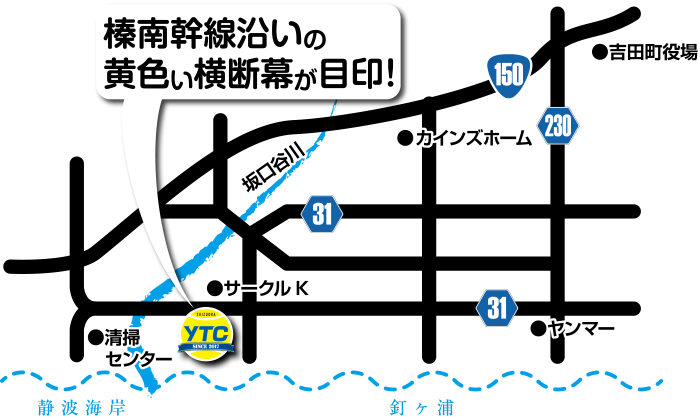 榛南幹線沿いの
黄色い横断幕が目印!
150
吉田町役場
230
カインズホーム
坂口谷川
31
サークルK
31
SHIZUOKA
YTC
SINCE 2017
ヤンマー
清掃
センター
静波海岸
釘ヶ浦